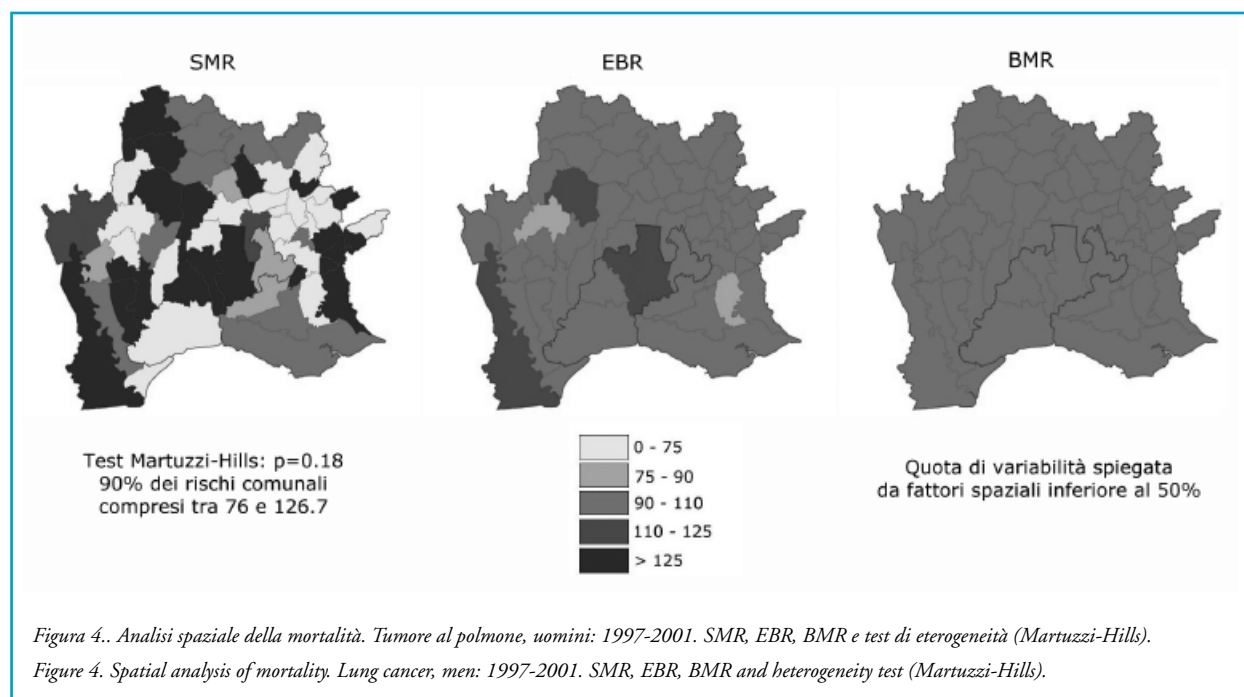 SMR
EBR
BMR
Test Martuzzi-Hills: p=0.18
90% dei rischi comunali
compresi tra 76 e 126.7
0 - 75
75 - 90
90 - 110
110 - 125
> 125
Quota di variabilità spiegata
da fattori spaziali inferiore al 50%
Figura 4.. Analisi spaziale della mortalità. Tumore al polmone, uomini: 1997-2001. SMR, EBR, BMR e test di eterogeneità (Martuzzi-Hills).
Figure 4. Spatial analysis of mortality. Lung cancer, men: 1997-2001. SMR, EBR, BMR and heterogeneity test (Martuzzi-Hills).